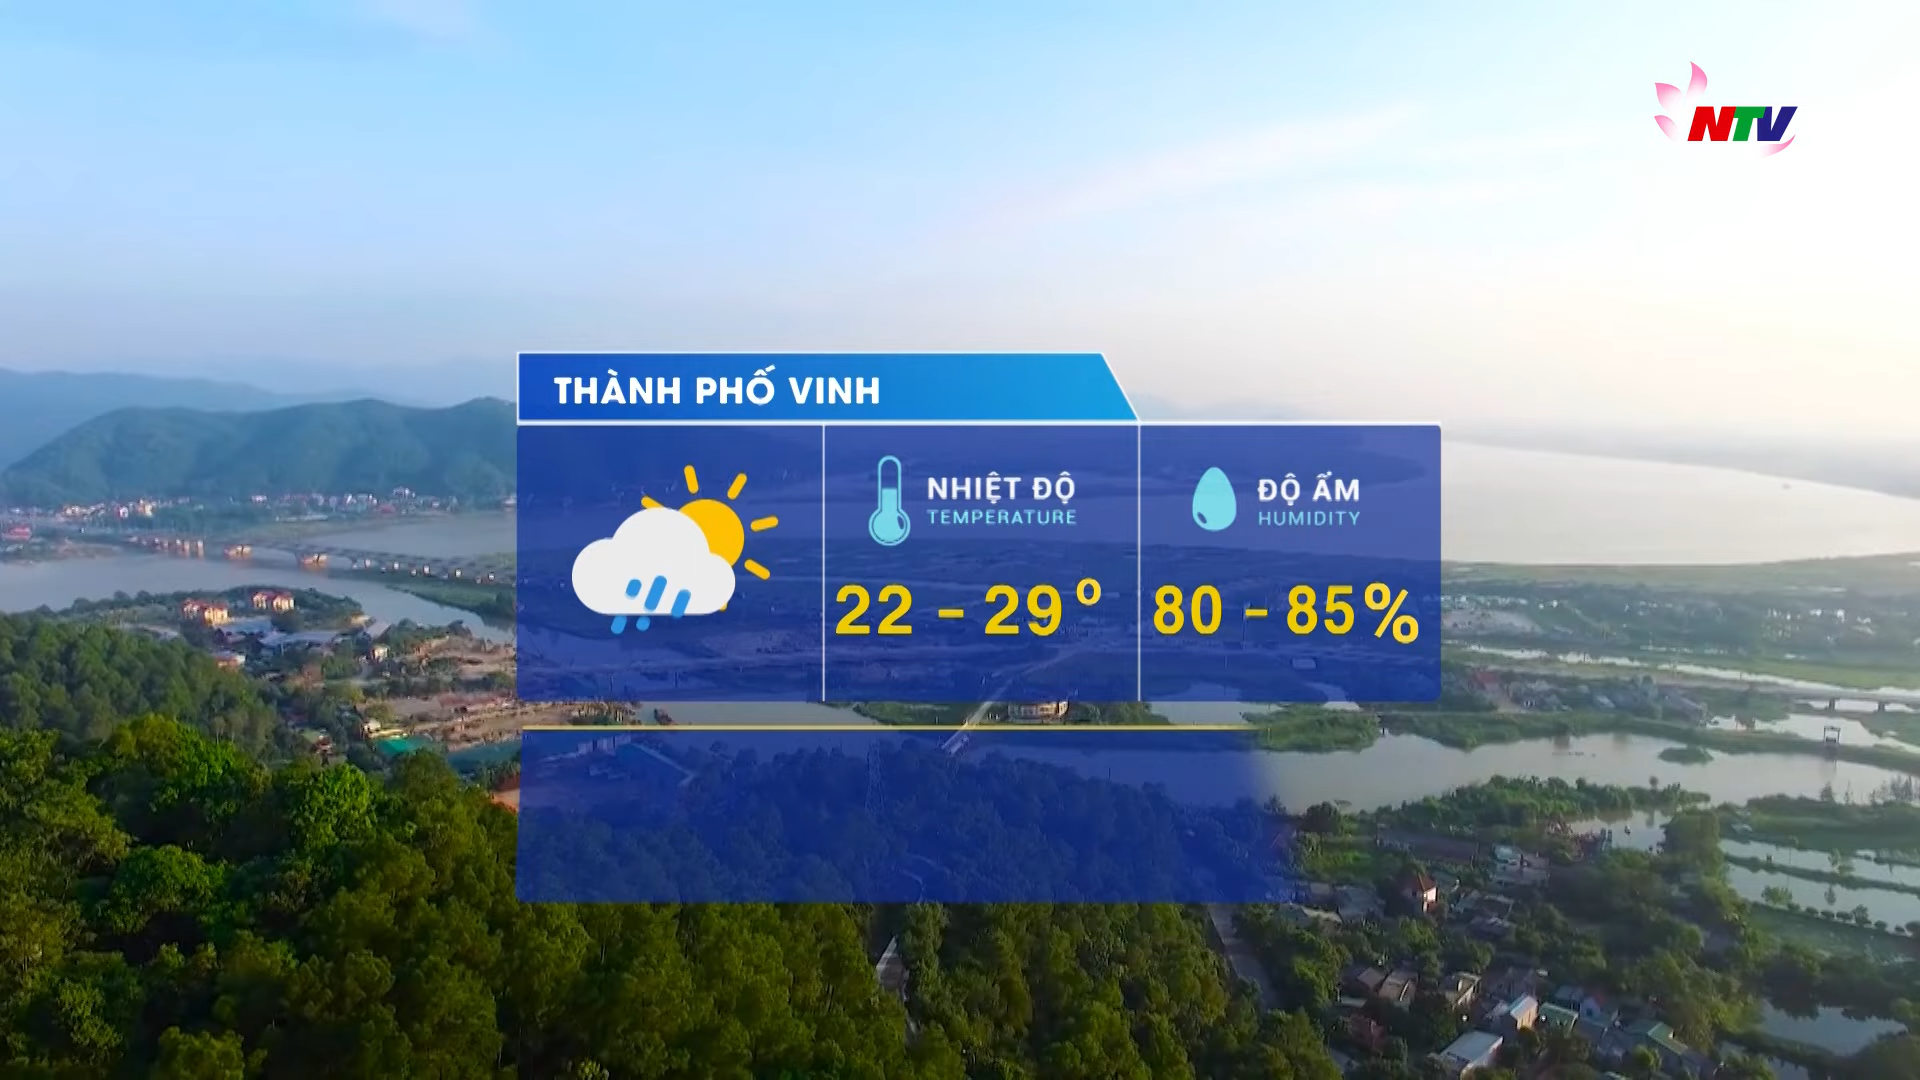 NTV
THÀNH PHỐ VINH
NHIỆT ĐỘ
TEMPERATURE
22 - 29°
ĐỘ ẨM
HUMIDITY
80 - 85%